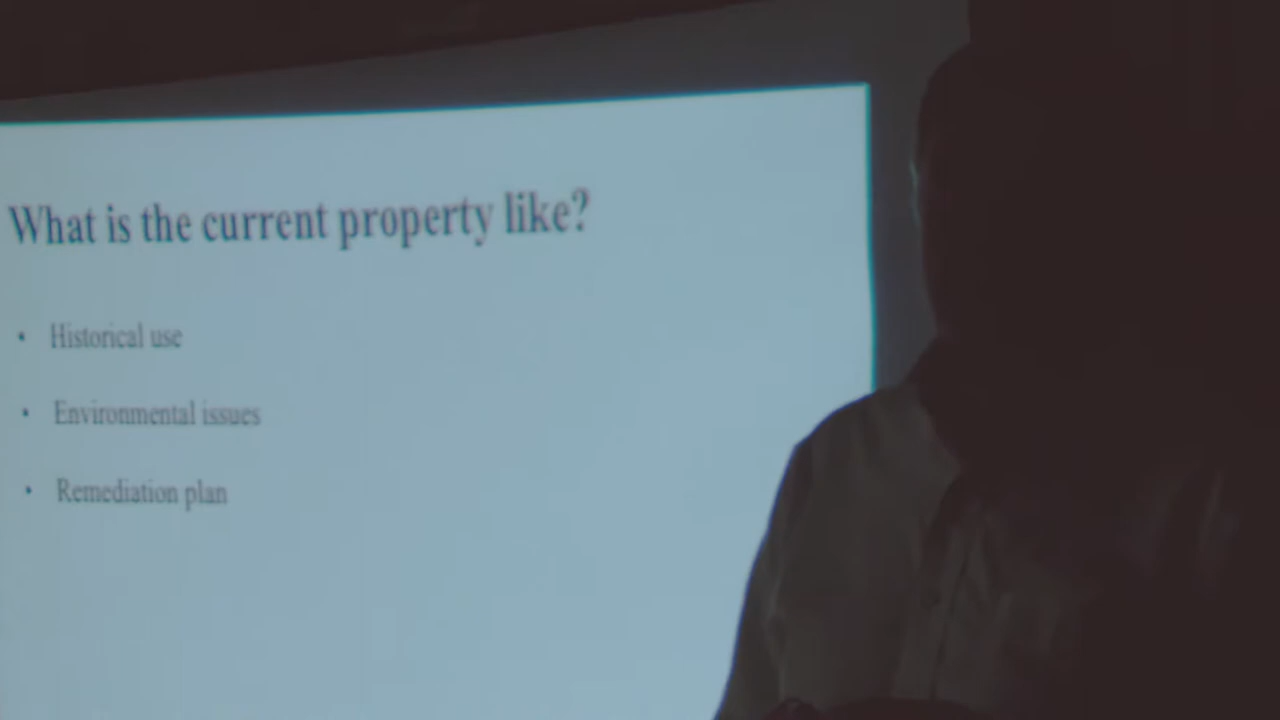 What is the current property like?
• Historical use
• Environmental issues
• Remediation plan